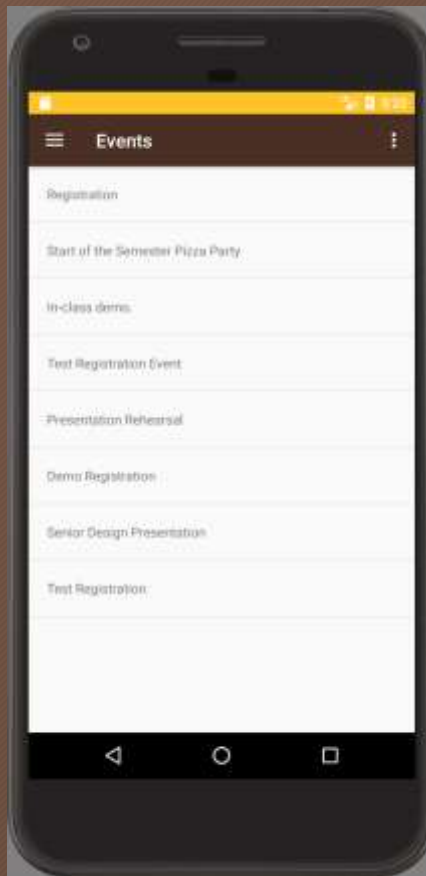 Events
Registration
Start of the Semester Pizza Party
In-class demo.
Test Registration Event
Presentation Rehearsal
Demo Registration
Senior Design Presentation
Test Registration